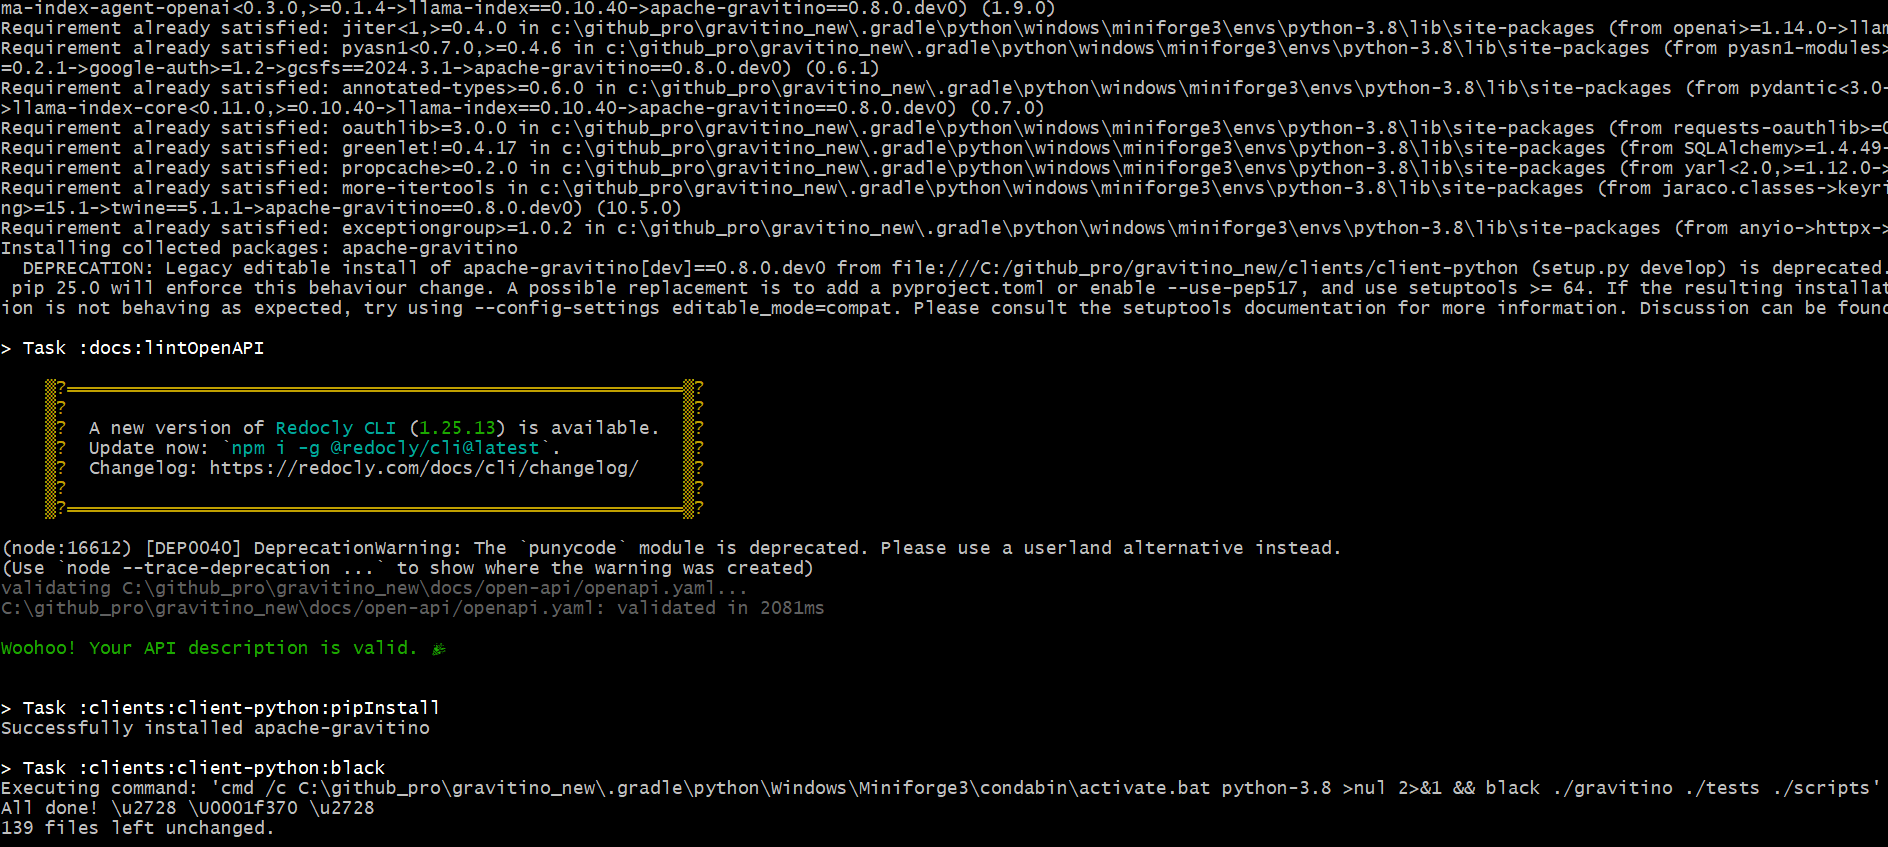 ma-index-agent-openai<0.3.0,>=0.1.4->llama-index==0.10.40->apache-gravitino==0.8.0.dev0) (1.9.0)
Requirement already satisfied: jiter<1,>=0.4.0 in c:\github_pro\gravitino_new\.gradle\python\windows\miniforge3\envs\python-3.8\lib\site-packages (from openai>=1.14.0->llam
Requirement already satisfied: pyasn1<0.7.0,>=0.4.6 in c:\github_pro\gravitino_new\.gradle\python\windows\miniforge3\envs\python-3.8\lib\site-packages (from pyasn1-modules>
=0.2.1->google-auth>=1.2->gcsfs==2024.3.1->apache-gravitino==0.8.0.dev0) (0.6.1)
Requirement already satisfied: annotated-types>=0.6.0 in c:\github_pro\gravitino_new\.gradle\python\windows\miniforge3\envs\python-3.8\lib\site-packages (from pydantic<3.0-
>llama-index-core<0.11.0,>=0.10.40->llama-index==0.10.40->apache-gravitino==0.8.0.dev0) (0.7.0)
Requirement already satisfied: oauthlib>=3.0.0 in c:\github_pro\gravitino_new\.gradle\python\windows\miniforge3\envs\python-3.8\lib\site-packages (from requests-oauthlib>=0
Requirement already satisfied: greenlet!=0.4.17 in c:\github_pro\gravitino_new\.gradle\python\windows\miniforge3\envs\python-3.8\lib\site-packages (from SQLAlchemy>=1.4.49-
Requirement already satisfied: propcache>=0.2.0 in c:\github_pro\gravitino_new\.gradle\python\windows\miniforge3\envs\python-3.8\lib\site-packages (from yarl<2.0,>=1.12.0->
Requirement already satisfied: more-itertools in c:\github_pro\gravitino_new\.gradle\python\windows\miniforge3\envs\python-3.8\lib\site-packages (from jaraco.classes->keyri
ng>=15.1->twine==5.1.1->apache-gravitino==0.8.0.dev0) (10.5.0)
Requirement already satisfied: exceptiongroup>=1.0.2 in c:\github_pro\gravitino_new\.gradle\python\windows\miniforge3\envs\python-3.8\lib\site-packages (from anyio->httpx->
Installing collected packages: apache-gravitino
DEPRECATION: Legacy editable install of apache-gravitino[dev]==0.8.0.dev0 from file:///C:/github_pro/gravitino_new/clients/client-python (setup.py develop) is deprecated.
pip 25.0 will enforce this behaviour change. A possible replacement is to add a pyproject.toml or enable --use-pep517, and use setuptools >= 64. If the resulting installat
ion is not behaving as expected, try using --config-settings editable_mode=compat. Please consult the setuptools documentation for more information. Discussion can be found
> Task :docs:lintOpenAPI
A new version of Redocly CLI (1.25.13) is available.
Update now: `npm i -g @redocly/cli@latest`.
Changelog: https://redocly.com/docs/cli/changelog/
(node:16612) [DEP0040] DeprecationWarning: The `punycode` module is deprecated. Please use a userland alternative instead.
(Use `node --trace-deprecation ...` to show where the warning was created)
validating C:\github_pro\gravitino_new\docs/open-api/openapi.yaml...
C:\github_pro\gravitino_new\docs/open-api/openapi.yaml: validated in 2081ms
Woohoo! Your API description is valid. 🎉
> Task :clients:client-python:pipInstall
Successfully installed apache-gravitino
> Task :clients:client-python:black
Executing command: 'cmd /c C:\github_pro\gravitino_new\.gradle\python\Windows\Miniforge3\condabin\activate.bat python-3.8 >nul 2>&1 && black ./gravitino ./tests ./scripts'
All done! \u2728 \U0001f370 \u2728
139 files left unchanged.